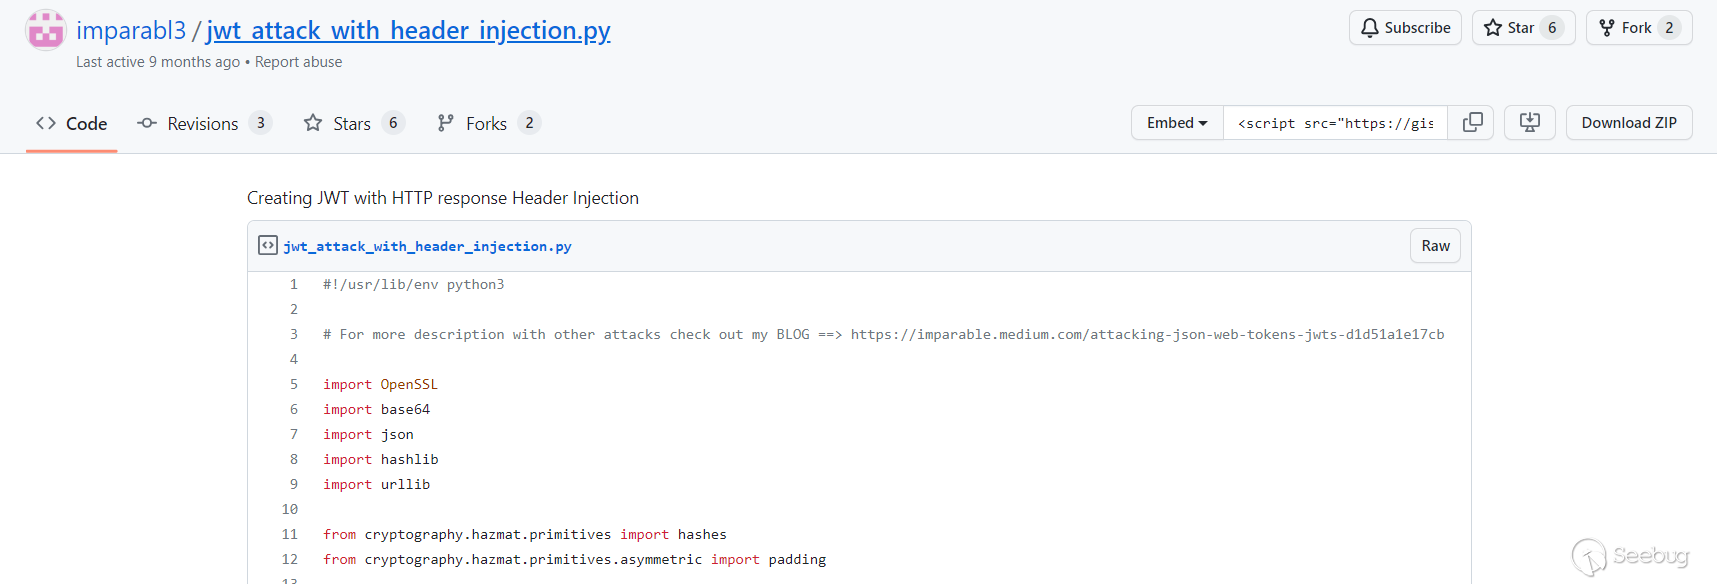 imparabl3 / jwt_attack_with_header_injection.py
Subscribe Star 6 Fork 2
Last active 9 months ago • Report abuse
Code Revisions 3 Stars 6 Forks 2
Embed <script src="https://gis Download ZIP
Creating JWT with HTTP response Header Injection
jwt_attack_with_header_injection.py Raw
1 #!/usr/lib/env python3
2
3 # For more description with other attacks check out my BLOG ==> https://imparable.medium.com/attacking-json-web-tokens-jwts-d1d51a1e17cb
4
5 import OpenSSL
6 import base64
7 import json
8 import hashlib
9 import urllib
10
11 from cryptography.hazmat.primitives import hashes
12 from cryptography.hazmat.primitives.asymmetric import padding
13
Seebug